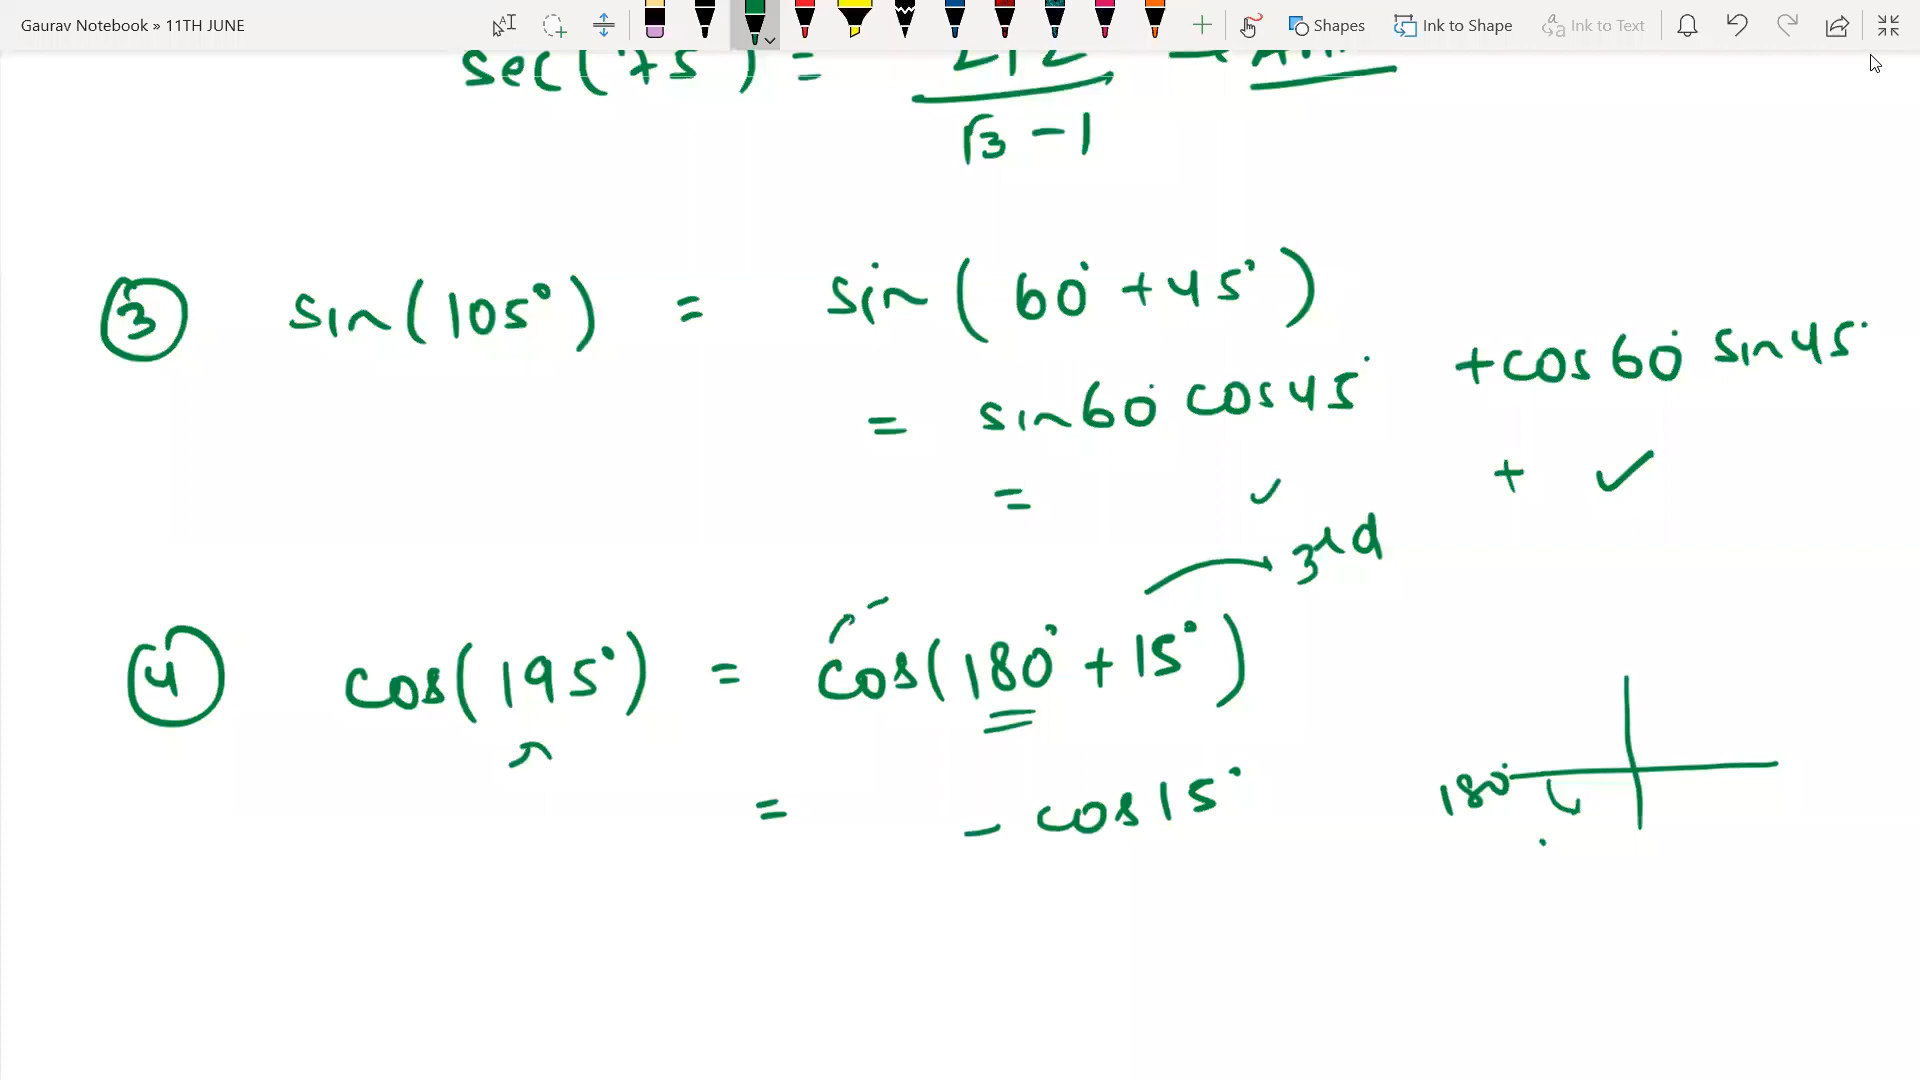 Gaurav Notebook » 11TH JUNE
Shapes Ink to Shape Ink to Text
sec(75°) =
√3 - 1
③ sin(105°) = sin(60° + 45°)
= sin60° cos45° + cos60° sin45°
= ✓ + ✓
3rd
④ cos(195°) = cos(180° + 15°)
= - cos15°
180°